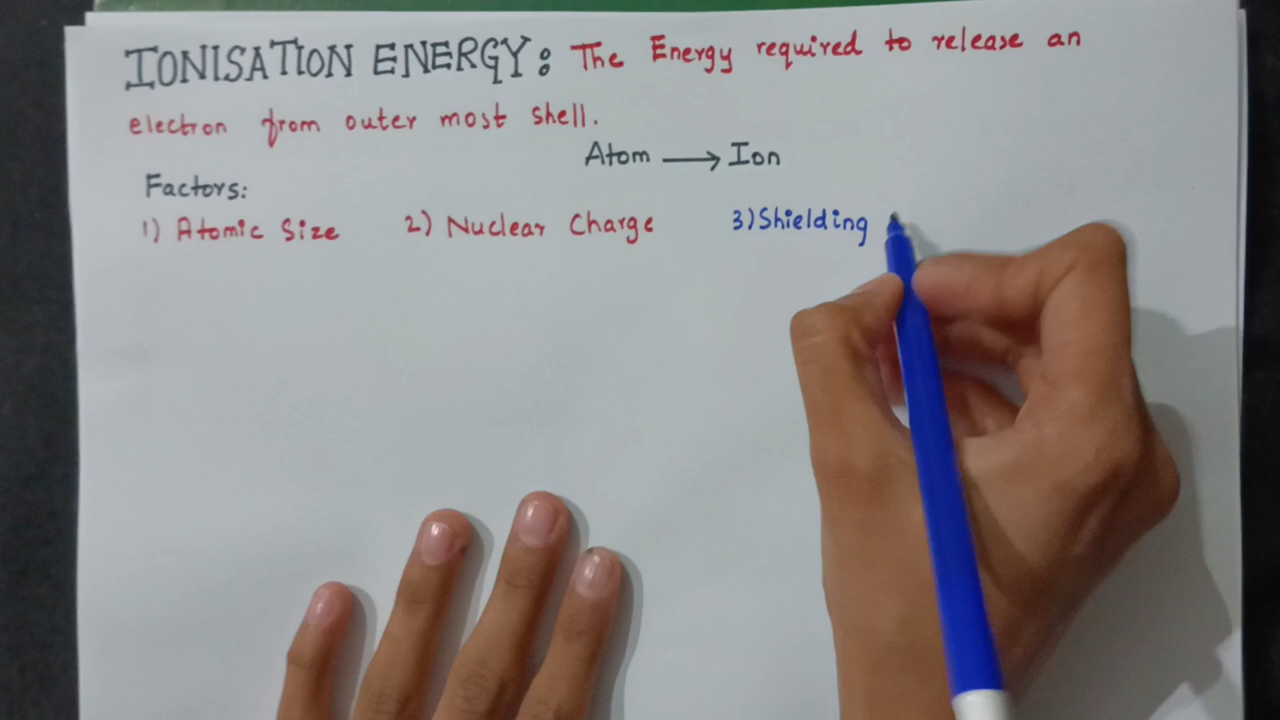 IONISATION ENERGY: The Energy required to release an
electron from outer most shell.
Atom ⟶ Ion
Factors:
1) Atomic Size 2) Nuclear Charge 3) Shielding